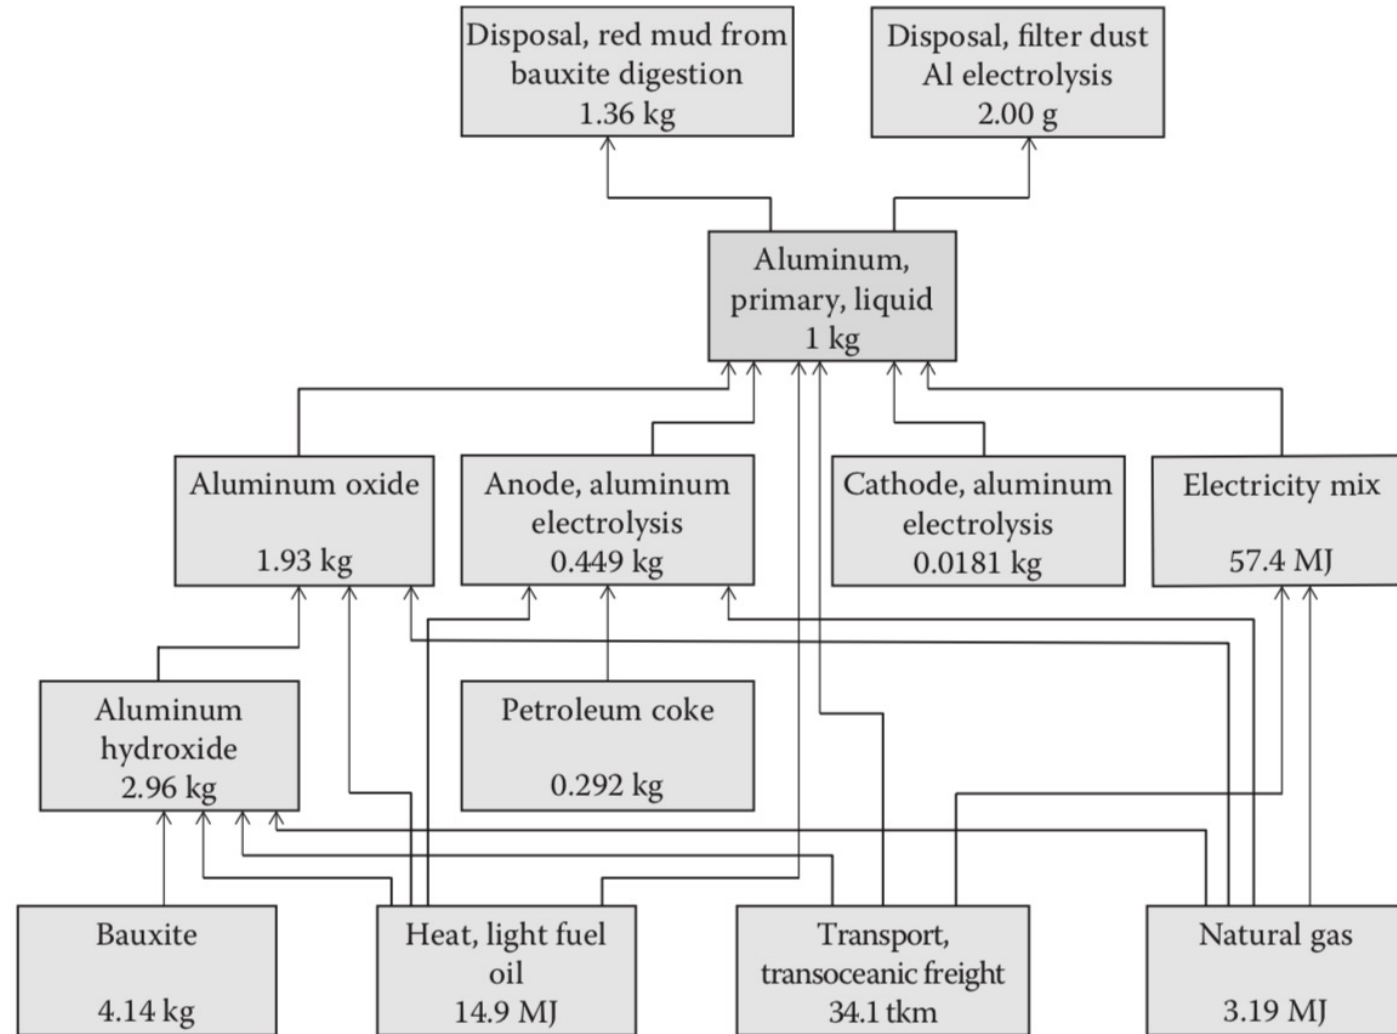 Disposal, red mud from
bauxite digestion
1.36 kg
Disposal, filter dust
Al electrolysis
2.00 g
Aluminum,
primary, liquid
1 kg
Aluminum oxide
1.93 kg
Anode, aluminum
electrolysis
0.449 kg
Cathode, aluminum
electrolysis
0.0181 kg
Electricity mix
57.4 MJ
Aluminum
hydroxide
2.96 kg
Petroleum coke
0.292 kg
Bauxite
4.14 kg
Heat, light fuel
oil
14.9 MJ
Transport,
transoceanic freight
34.1 tkm
Natural gas
3.19 MJ